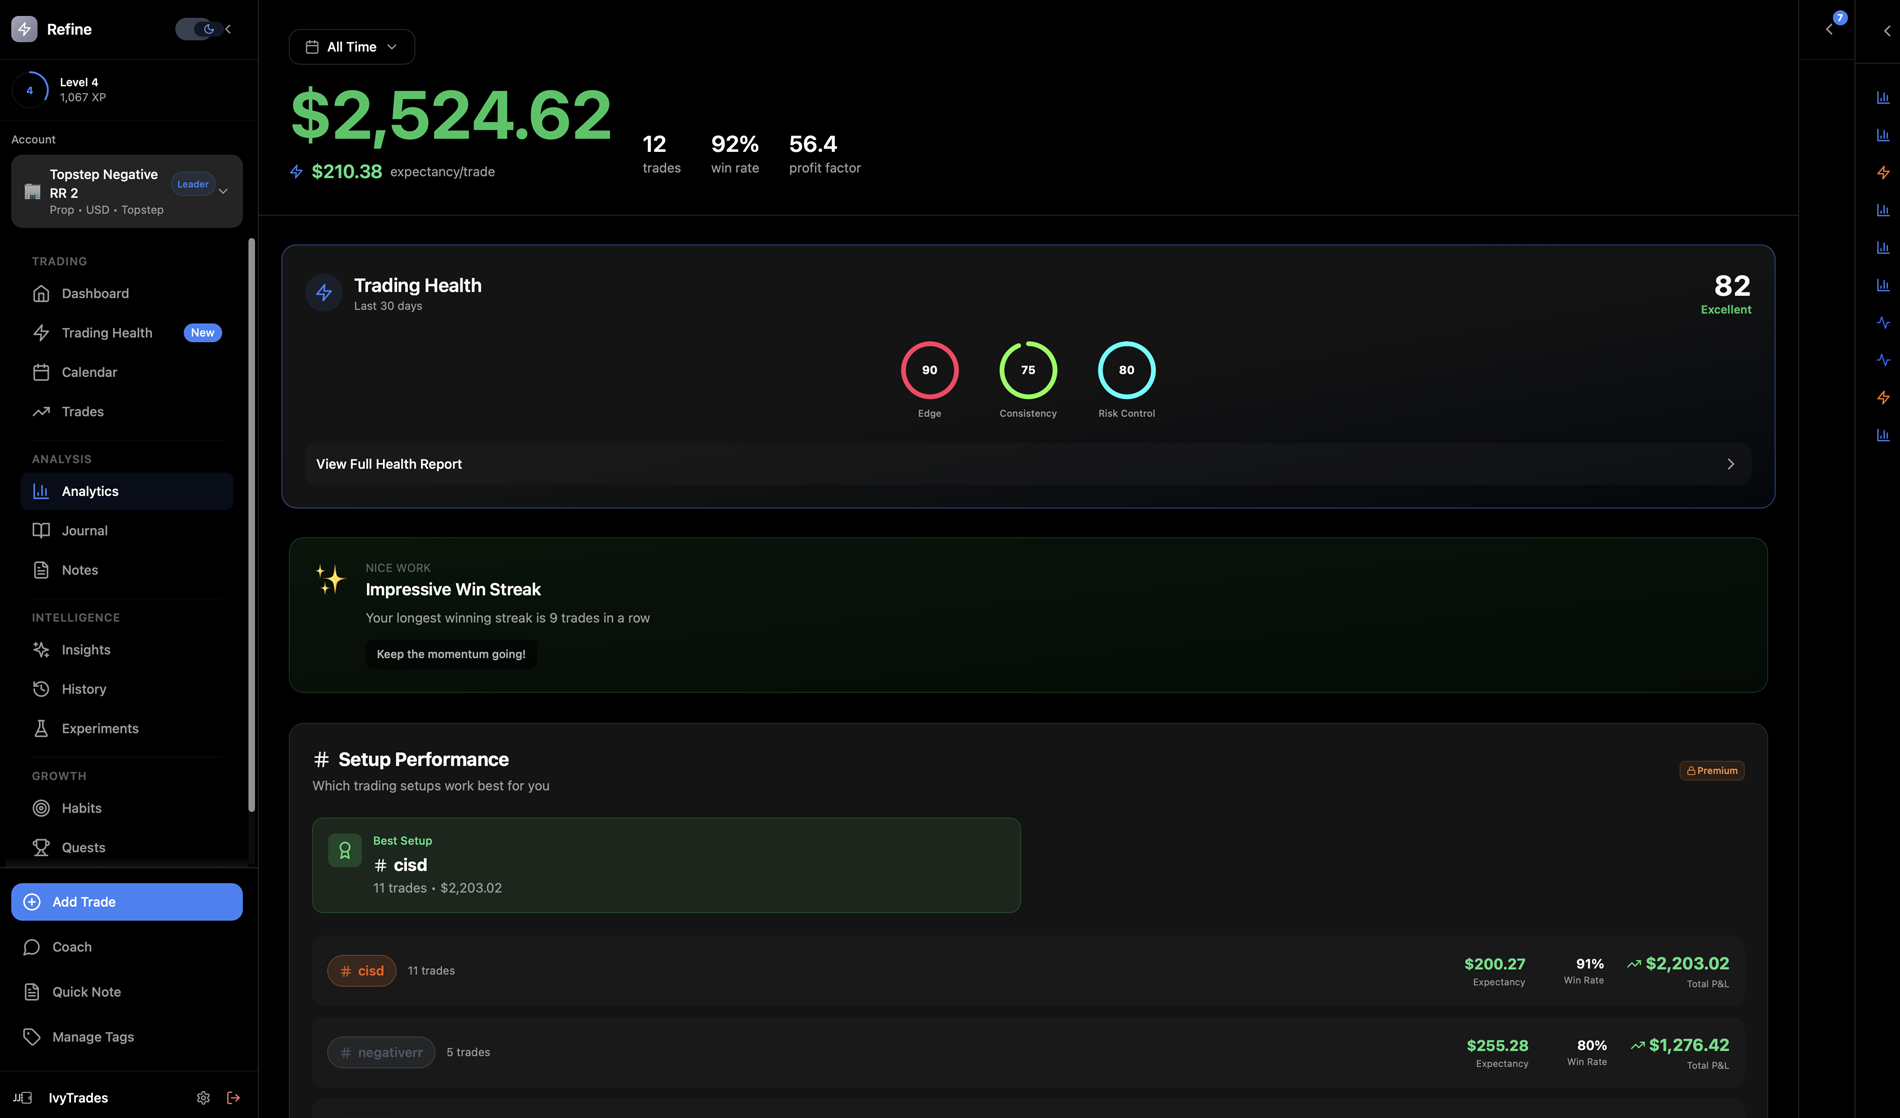 Refine
4
Level 4
1,067 XP
Account
Topstep Negative
RR 2
Leader
Prop • USD • Topstep
TRADING
Dashboard
Trading Health
New
Calendar
Trades
ANALYSIS
Analytics
Journal
Notes
INTELLIGENCE
Insights
History
Experiments
GROWTH
Habits
Quests
Add Trade
Coach
Quick Note
Manage Tags
IvyTrades
All Time
$2,524.62
$210.38 expectancy/trade
12
trades
92%
win rate
56.4
profit factor
Trading Health
Last 30 days
82
Excellent
90
Edge
75
Consistency
80
Risk Control
View Full Health Report
NICE WORK
Impressive Win Streak
Your longest winning streak is 9 trades in a row
Keep the momentum going!
# Setup Performance
Which trading setups work best for you
Premium
Best Setup
# cisd
11 trades • $2,203.02
# cisd
11 trades
$200.27
Expectancy
91%
Win Rate
$2,203.02
Total P&L
# negativerr
5 trades
$255.28
Expectancy
80%
Win Rate
$1,276.42
Total P&L
7